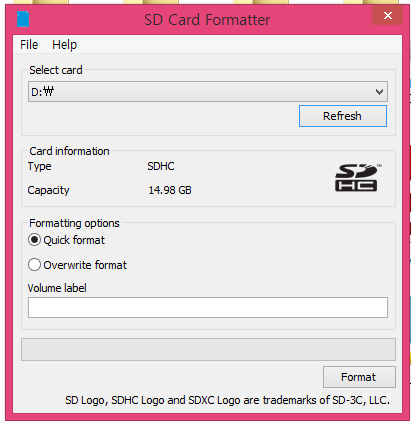 SD Card Formatter
File Help
Select card
D:₩
Refresh
Card information
Type SDHC
Capacity 14.98 GB
SD
HC
TM
Formatting options
Quick format
Overwrite format
Volume label
Format
SD Logo, SDHC Logo and SDXC Logo are trademarks of SD-3C, LLC.